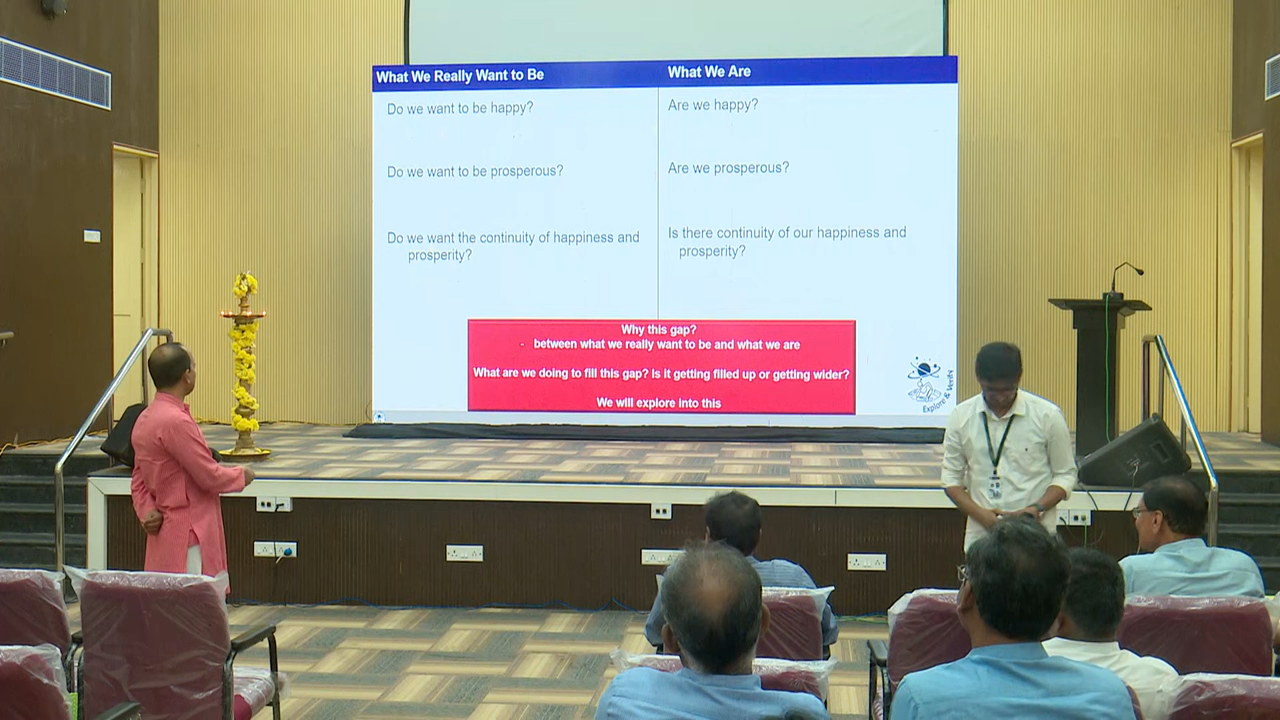 What We Really Want to Be
What We Are
Do we want to be happy?
Are we happy?
Do we want to be prosperous?
Are we prosperous?
Do we want the continuity of happiness and
prosperity?
Is there continuity of our happiness and
prosperity?
Why this gap?
between what we really want to be and what we are
What are we doing to fill this gap? Is it getting filled up or getting wider?
We will explore into this
Explore & Verify